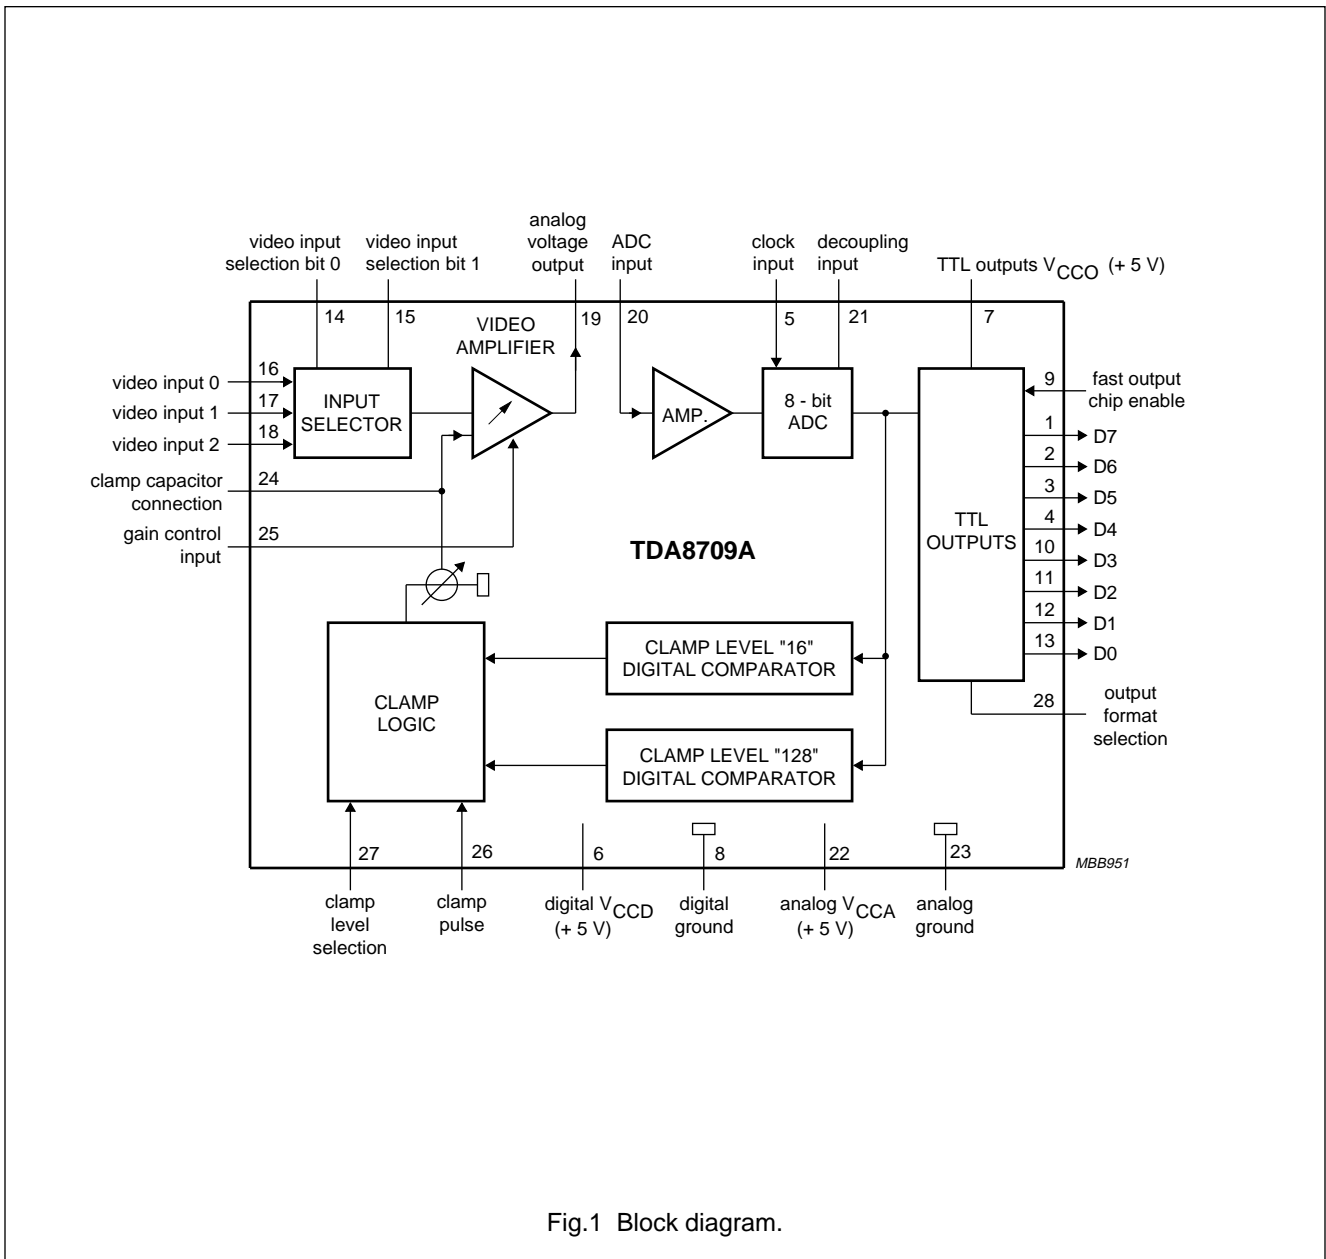 analog
voltage
output
video input
selection bit 0
video input
selection bit 1
ADC
input
clock
input
decoupling
input
TTL outputs VCCO (+ 5 V)
14
15
VIDEO
AMPLIFIER
19
20
5
21
7
video input 0
16
video input 1
17
video input 2
18
INPUT
SELECTOR
AMP.
8 - bit
ADC
9
fast output
chip enable
1
D7
2
D6
3
D5
4
D4
10
D3
11
D2
12
D1
13
D0
TTL
OUTPUTS
clamp capacitor
connection
24
gain control
input
25
TDA8709A
CLAMP LEVEL "16"
DIGITAL COMPARATOR
CLAMP
LOGIC
CLAMP LEVEL "128"
DIGITAL COMPARATOR
28
output
format
selection
27
26
6
8
22
23
MBB951
clamp
level
selection
clamp
pulse
digital VCCD
(+ 5 V)
digital
ground
analog VCCA
(+ 5 V)
analog
ground
Fig.1 Block diagram.